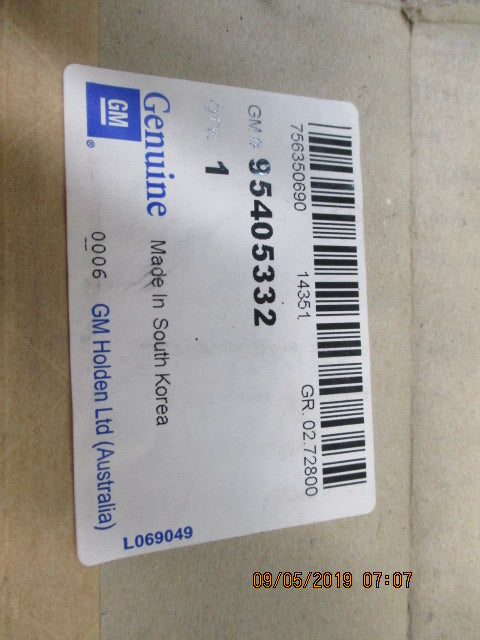 756350690 14351 GR. 02.72800
GM # 95405332
QTY. 1
GM Genuine Made In South Korea
® 0006- GM Holden Ltd (Australia)
L069049
09/05/2019 07:07